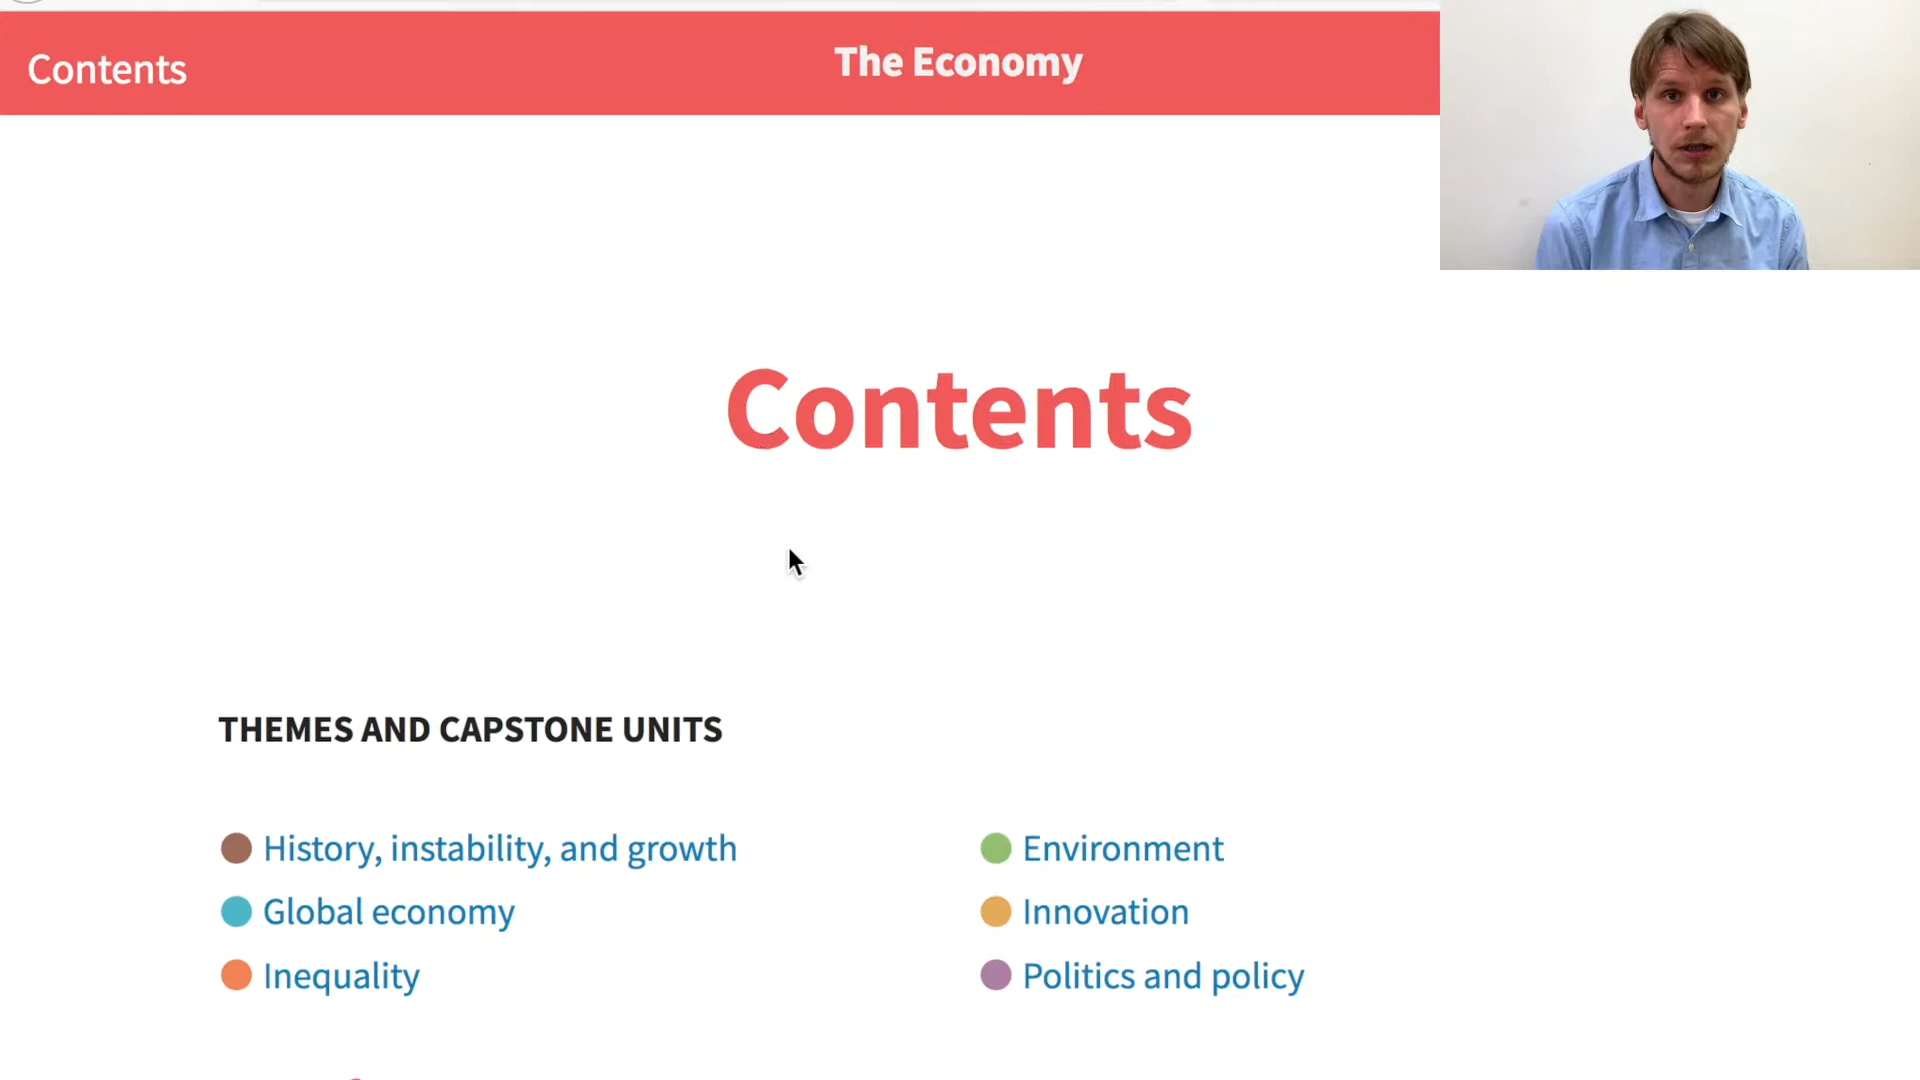 Contents
The Economy
Contents
THEMES AND CAPSTONE UNITS
History, instability, and growth
Environment
Global economy
Innovation
Inequality
Politics and policy